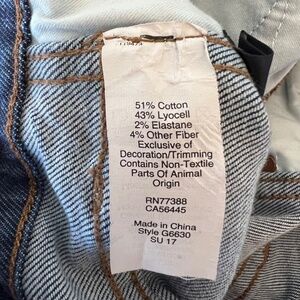 51% Cotton
43% Lyocell
2% Elastane
4% Other Fiber
Exclusive of
Decoration/Trimming
Contains Non-Textile
Parts Of Animal
Origin
RN77388
CA56445
Made in China
Style G6630
SU 17